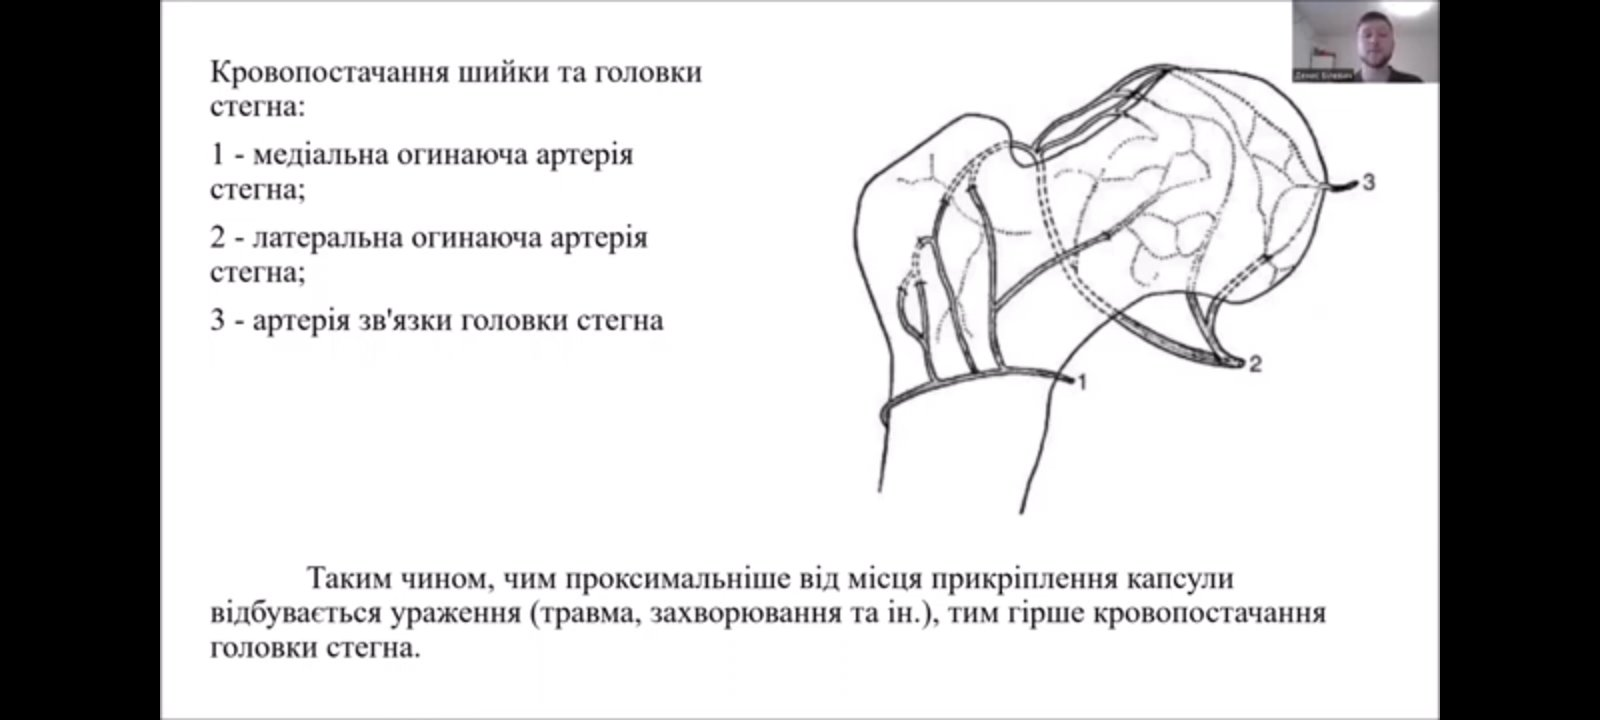 Кровопостачання шийки та головки
стегна:
1 - медіальна огинаюча артерія
стегна;
2 - латеральна огинаюча артерія
стегна;
3 - артерія зв'язки головки стегна
3
2
1
Денис Білевич
Таким чином, чим проксимальніше від місця прикріплення капсули
відбувається ураження (травма, захворювання та ін.), тим гірше кровопостачання
головки стегна.